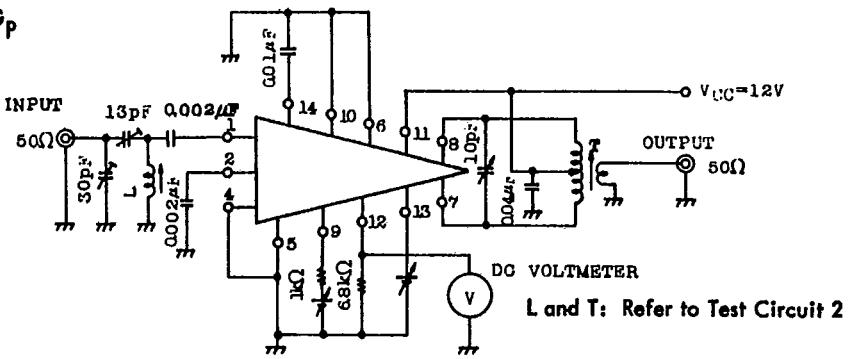 Gp
INPUT
50Ω
13pF
0.002μF
30pF
L
0.002μF
0.01μF
1
2
4
14
10
6
11
8
7
5
9
12
13
1kΩ
6.8kΩ
10pF
0.04μF
T
VCC=12V
OUTPUT
50Ω
V
DC VOLTMETER
L and T: Refer to Test Circuit 2